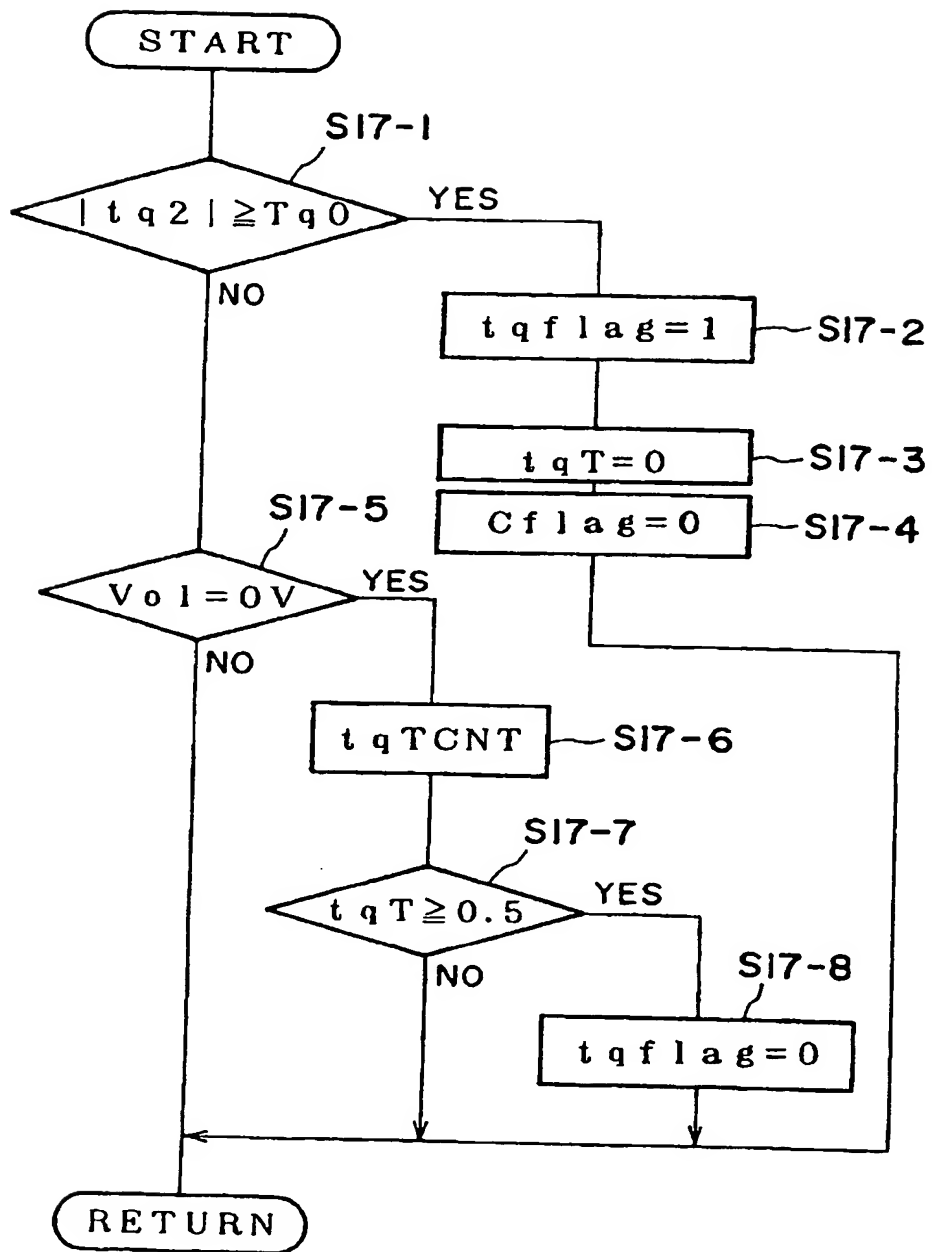 START
S17-1
|tq2|≧Tq0
YES
NO
tqflag=1
S17-2
tqT=0
S17-3
Cflag=0
S17-4
S17-5
Vol=0V
YES
NO
tqTCNT
S17-6
S17-7
tqT≧0.5
YES
NO
S17-8
tqflag=0
RETURN